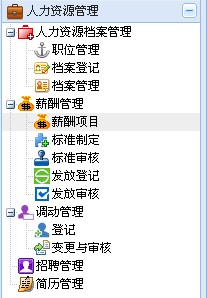 人力资源管理
人力资源档案管理
职位管理
档案登记
档案管理
薪酬管理
薪酬项目
标准制定
标准审核
发放登记
发放审核
调动管理
登记
变更与审核
招聘管理
简历管理